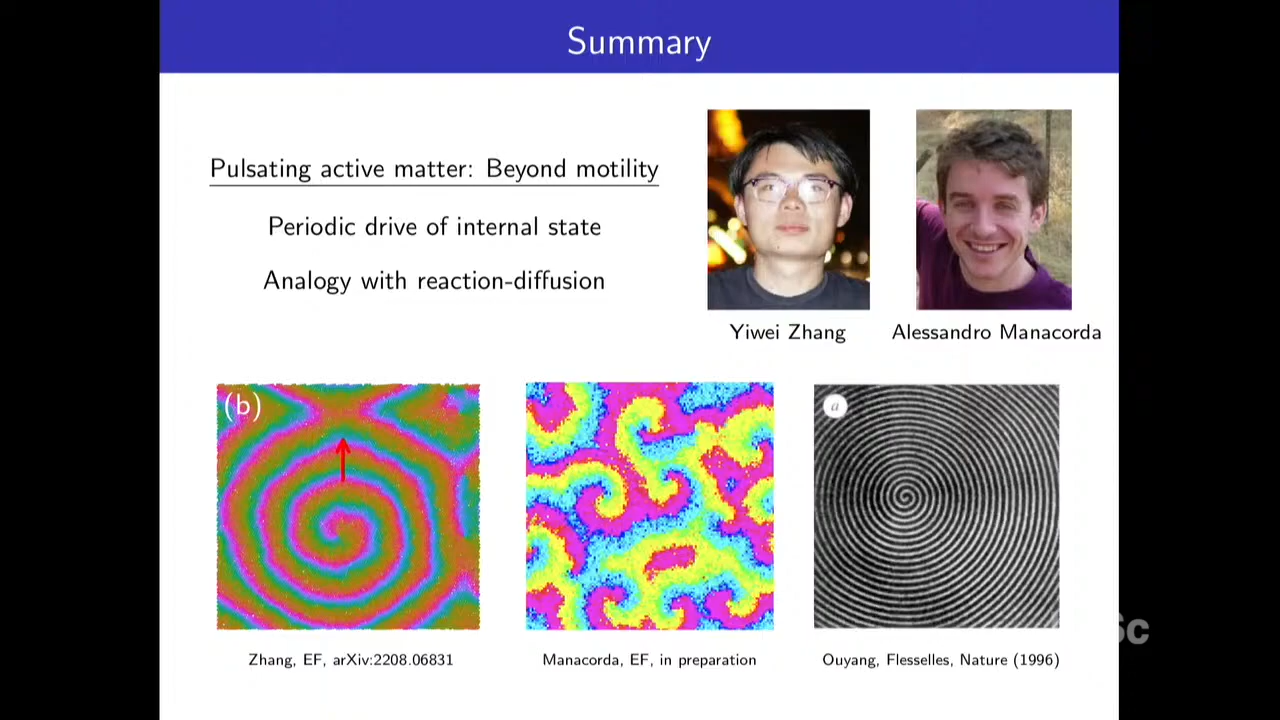 Summary
Pulsating active matter: Beyond motility
Periodic drive of internal state
Analogy with reaction-diffusion
Yiwei Zhang
Alessandro Manacorda
(b)
a
Zhang, EF, arXiv:2208.06831
Manacorda, EF, in preparation
Ouyang, Flesselles, Nature (1996)